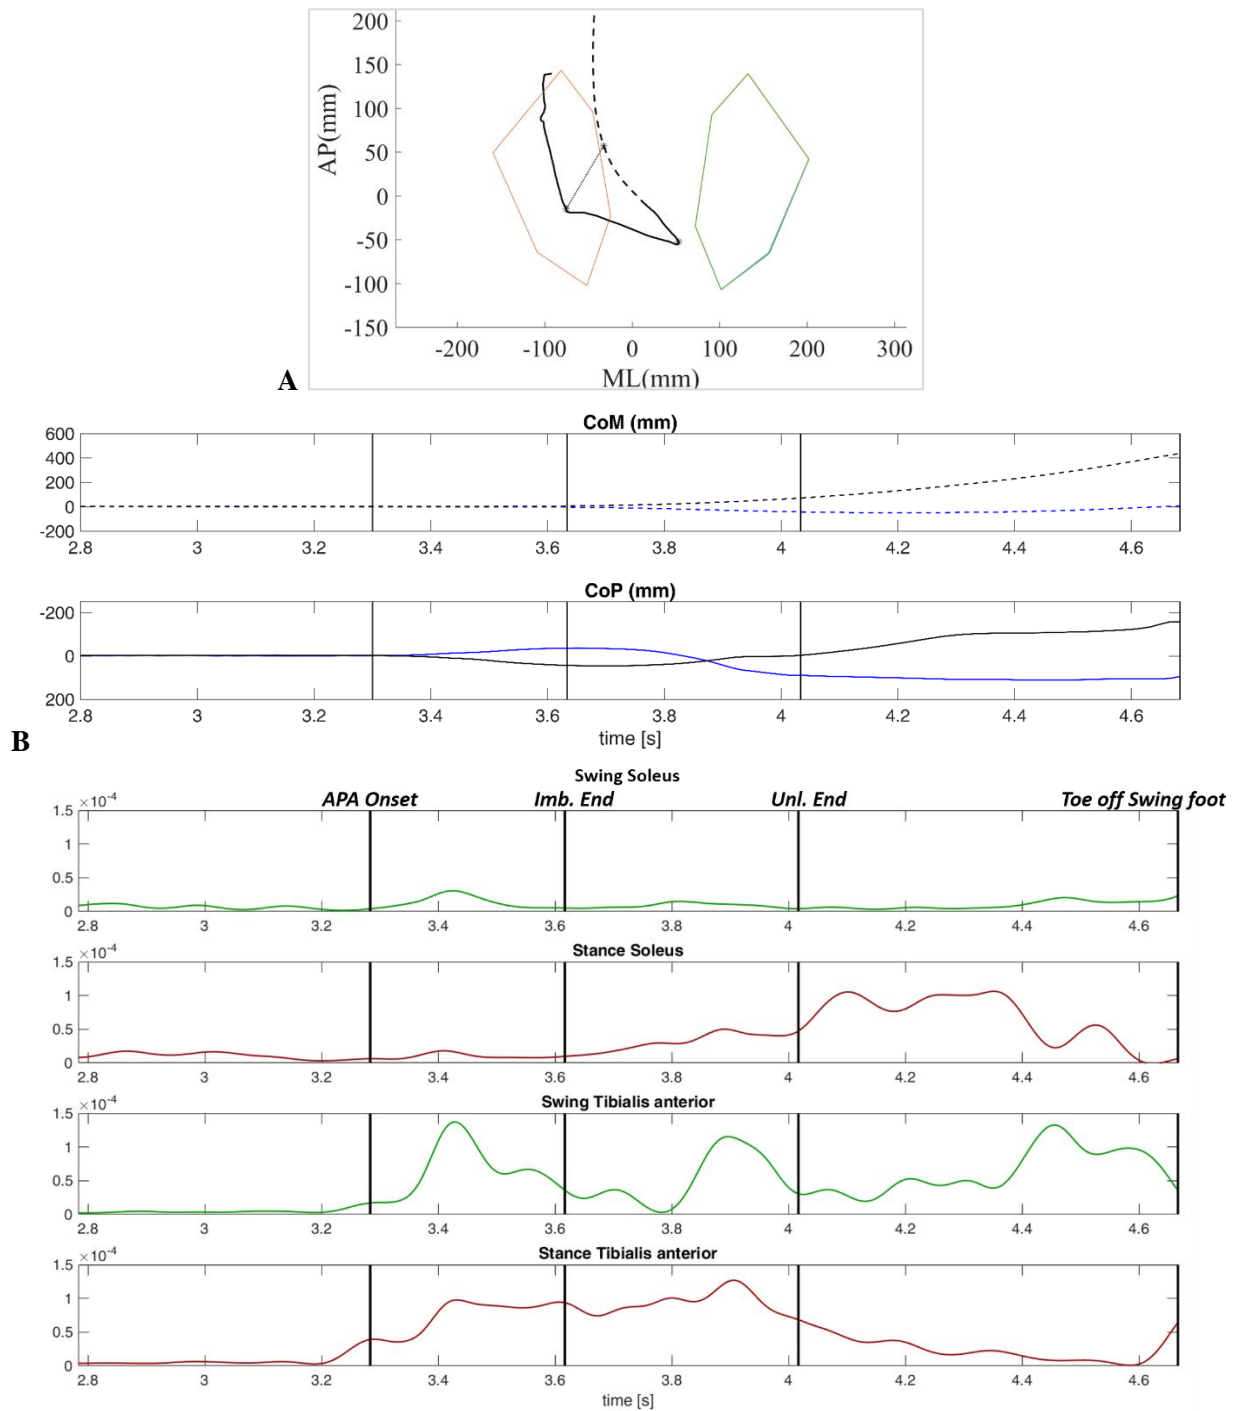 200
150
100
50
0
-50
-100
-150
AP(mm)
-200 -100 0 100 200 300
ML(mm)
A
CoM (mm)
600
400
200
0
-200
2.8 3 3.2 3.4 3.6 3.8 4 4.2 4.4 4.6
CoP (mm)
-200
0
200
2.8 3 3.2 3.4 3.6 3.8 4 4.2 4.4 4.6
time [s]
B
Swing Soleus
×10-4 APA Onset Imb. End Unl. End Toe off Swing foot
1.5
1
0.5
0
2.8 3 3.2 3.4 3.6 3.8 4 4.2 4.4 4.6
Stance Soleus
×10-4
1.5
1
0.5
0
2.8 3 3.2 3.4 3.6 3.8 4 4.2 4.4 4.6
Swing Tibialis anterior
×10-4
1.5
1
0.5
0
2.8 3 3.2 3.4 3.6 3.8 4 4.2 4.4 4.6
Stance Tibialis anterior
×10-4
1.5
1
0.5
0
2.8 3 3.2 3.4 3.6 3.8 4 4.2 4.4 4.6
time [s]